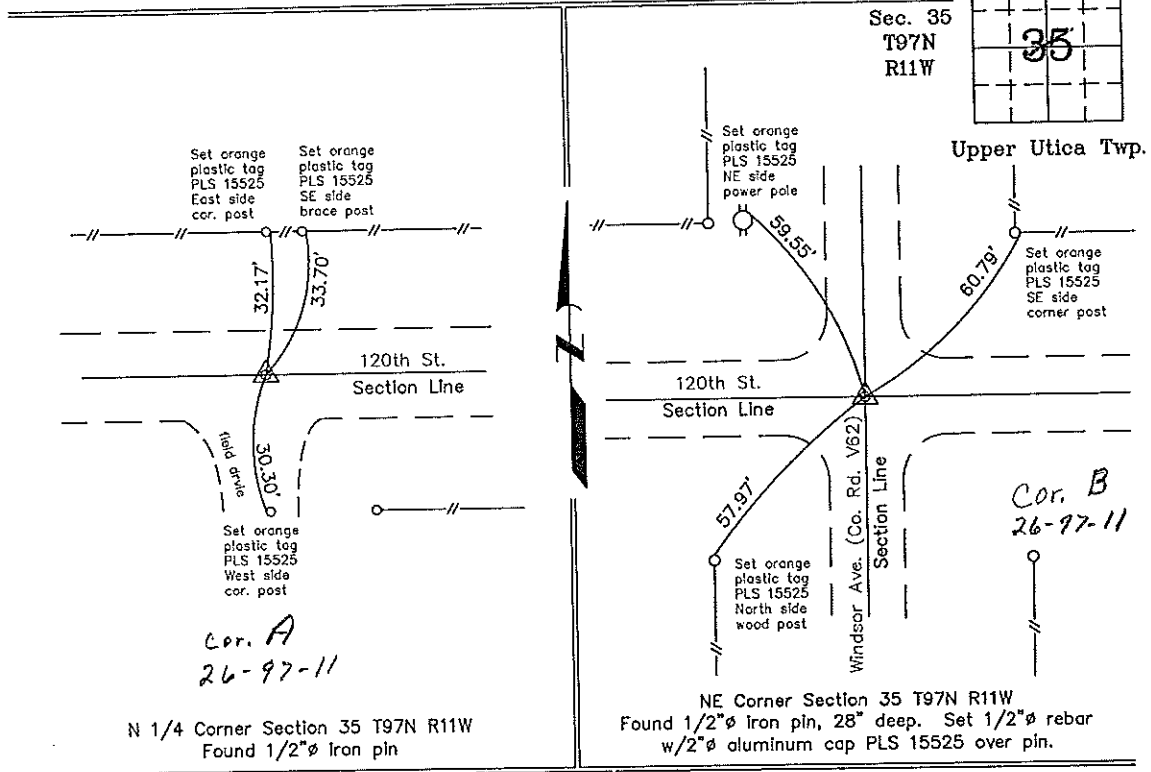 Sec. 35
T97N
R11W
35
Upper Utica Twp.
Set orange
plastic tag
PLS 15525
East side
cor. post
Set orange
plastic tag
PLS 15525
SE side
brace post
32.17'
33.70'
120th St.
Section Line
field drvie
30.30'
Set orange
plastic tag
PLS 15525
West side
cor. post
Cor. A
26-97-11
N 1/4 Corner Section 35 T97N R11W
Found 1/2"ø iron pin
Z
Set orange
plastic tag
PLS 15525
NE side
power pole
59.55'
60.79'
Set orange
plastic tag
PLS 15525
SE side
corner post
120th St.
Section Line
57.97'
Set orange
plastic tag
PLS 15525
North side
wood post
Windsor Ave. (Co. Rd. V62)
Section Line
Cor. B
26-97-11
NE Corner Section 35 T97N R11W
Found 1/2"ø iron pin, 28" deep. Set 1/2"ø rebar
w/2"ø aluminum cap PLS 15525 over pin.